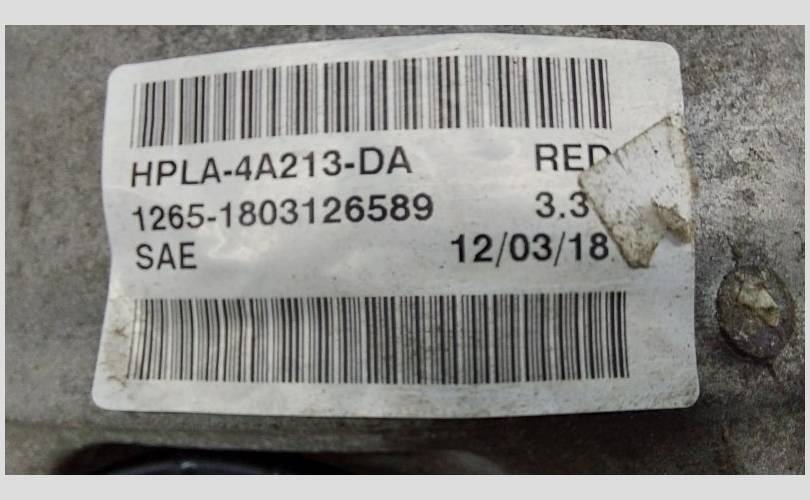 HPLA-4A213-DA RED
1265-1803126589 3.3
SAE 12/03/18